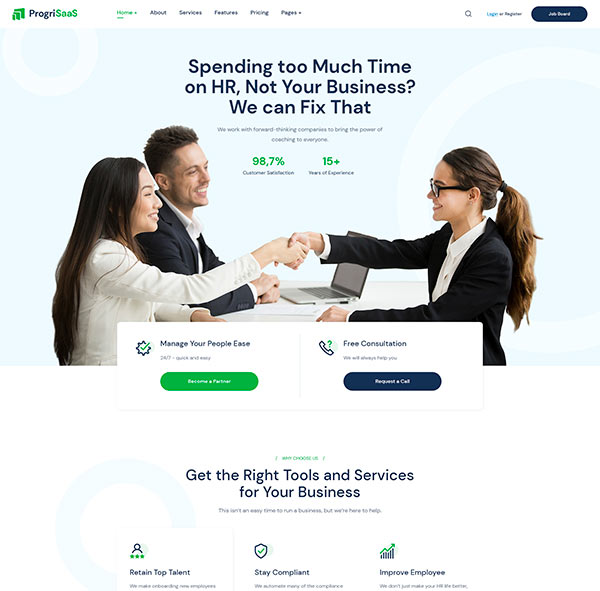 ProgriSaaS
Home + About Services Features Pricing Pages +
Login or Register
Job Board
Spending too Much Time
on HR, Not Your Business?
We can Fix That
We work with forward-thinking companies to bring the power of
coaching to everyone.
98,7% 15+
Customer Satisfaction Years of Experience
Manage Your People Ease
24/7 - quick and easy
Become a Partner
Free Consultation
We will always help you
Request a Call
/ WHY CHOOSE US /
Get the Right Tools and Services
for Your Business
This isn't an easy time to run a business, but we're here to help.
Retain Top Talent
We make onboarding new employees
Stay Compliant
We automate many of the compliance
Improve Employee
We don't just make your HR life better,